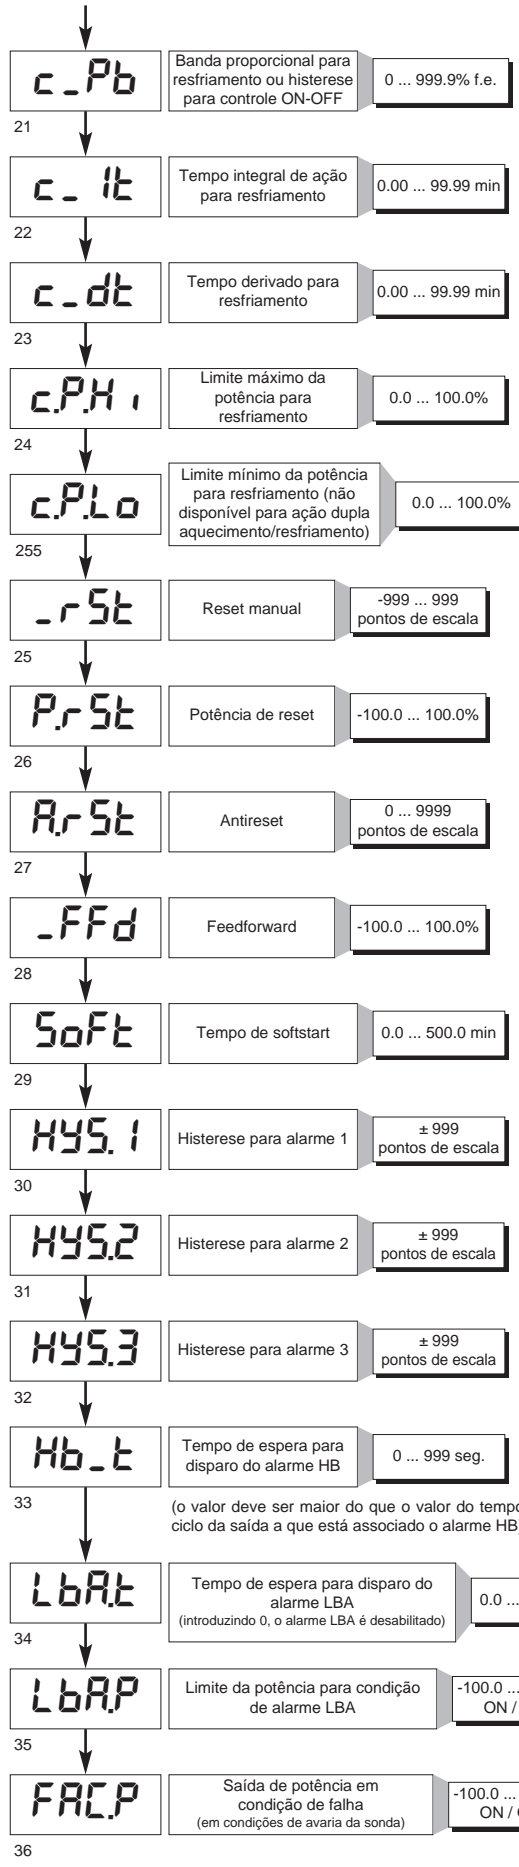 c_Pb
Banda proporcional para
resfriamento ou histerese
para controle ON-OFF
0 ... 999.9% f.e.
21
c_ It
Tempo integral de ação
para resfriamento
0.00 ... 99.99 min
22
c_dt
Tempo derivado para
resfriamento
0.00 ... 99.99 min
23
c.P.H i
Limite máximo da
potência para
resfriamento
0.0 ... 100.0%
24
c.P.Lo
Limite mínimo da potência
para resfriamento (não
disponível para ação dupla
aquecimento/resfriamento)
0.0 ... 100.0%
255
_rSt
Reset manual
-999 ... 999
pontos de escala
25
P.rSt
Potência de reset
-100.0 ... 100.0%
26
A.rSt
Antireset
0 ... 9999
pontos de escala
27
_FFd
Feedforward
-100.0 ... 100.0%
28
SoFt
Tempo de softstart
0.0 ... 500.0 min
29
HYS. 1
Histerese para alarme 1
± 999
pontos de escala
30
HYS.2
Histerese para alarme 2
± 999
pontos de escala
31
HYS.3
Histerese para alarme 3
± 999
pontos de escala
32
Hb_t
Tempo de espera para
disparo do alarme HB
0 ... 999 seg.
33
(o valor deve ser maior do que o valor do tempo
ciclo da saída a que está associado o alarme HB)
LbA.t
Tempo de espera para disparo do
alarme LBA
(introduzindo 0, o alarme LBA é desabilitado)
0.0 ...
34
LbA.P
Limite da potência para condição
de alarme LBA
-100.0 ...
ON /
35
FAC.P
Saída de potência em
condição de falha
(em condições de avaria da sonda)
-100.0 ...
ON /
36